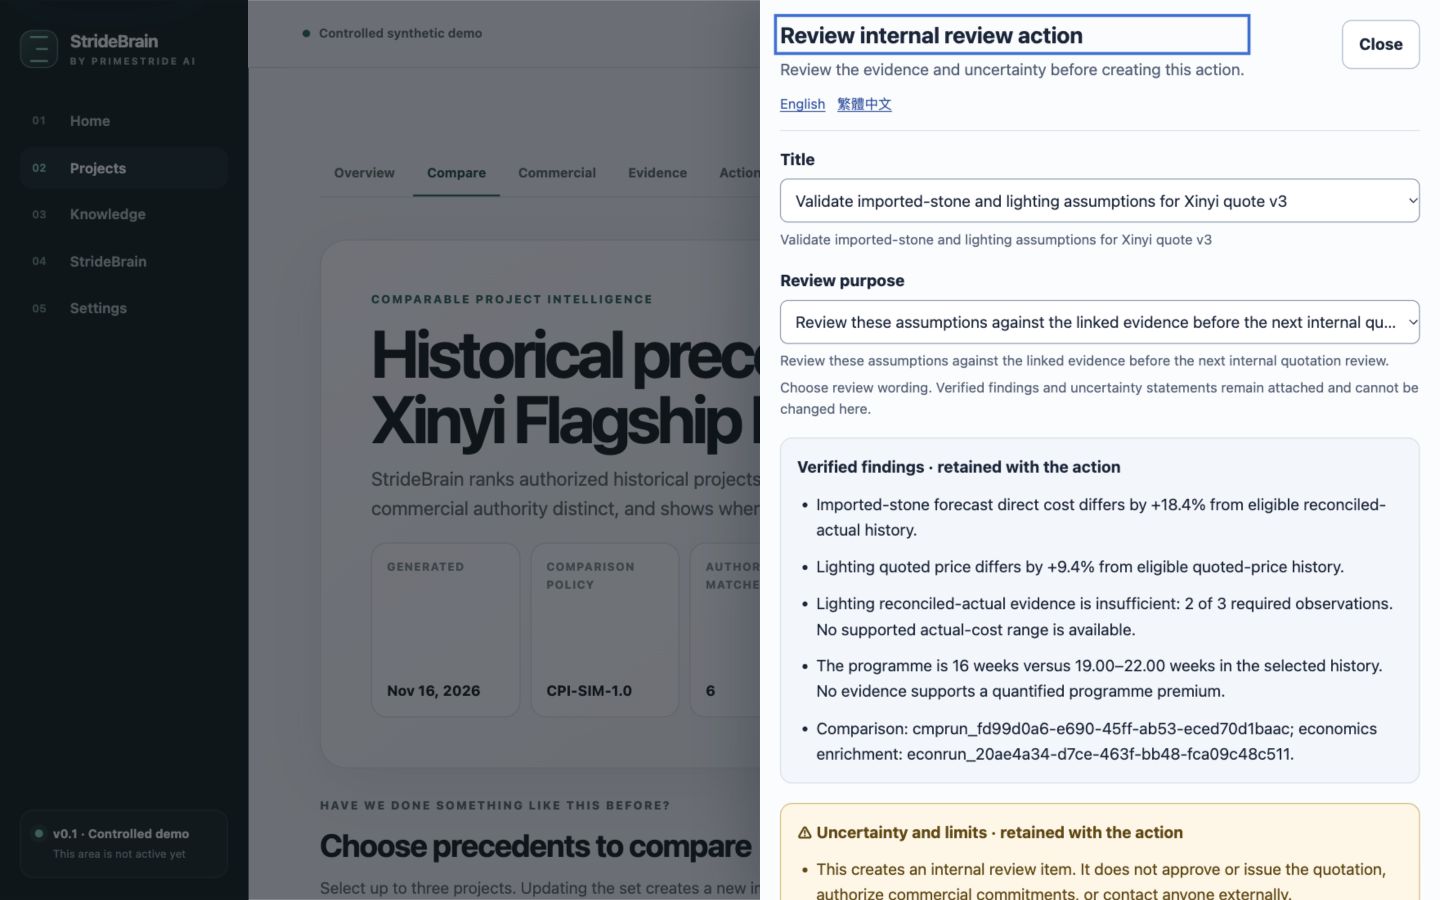 StrideBrain
BY PRIMESTRIDE AI
01 Home
02 Projects
03 Knowledge
04 StrideBrain
05 Settings
v0.1 · Controlled demo
This area is not active yet
Controlled synthetic demo
Overview Compare Commercial Evidence Action
COMPARABLE PROJECT INTELLIGENCE
Historical prece
Xinyi Flagship
StrideBrain ranks authorized historical projects
commercial authority distinct, and shows wher
GENERATED
Nov 16, 2026
COMPARISON
POLICY
CPI-SIM-1.0
AUTHOR
MATCHE
6
HAVE WE DONE SOMETHING LIKE THIS BEFORE?
Choose precedents to compare
Select up to three projects. Updating the set creates a new i
Review internal review action
Close
Review the evidence and uncertainty before creating this action.
English 繁體中文
Title
Validate imported-stone and lighting assumptions for Xinyi quote v3
Validate imported-stone and lighting assumptions for Xinyi quote v3
Review purpose
Review these assumptions against the linked evidence before the next internal qu...
Review these assumptions against the linked evidence before the next internal quotation review.
Choose review wording. Verified findings and uncertainty statements remain attached and cannot be
changed here.
Verified findings · retained with the action
• Imported-stone forecast direct cost differs by +18.4% from eligible reconciled-
actual history.
• Lighting quoted price differs by +9.4% from eligible quoted-price history.
• Lighting reconciled-actual evidence is insufficient: 2 of 3 required observations.
No supported actual-cost range is available.
• The programme is 16 weeks versus 19.00–22.00 weeks in the selected history.
No evidence supports a quantified programme premium.
• Comparison: cmprun_fd99d0a6-e690-45ff-ab53-eced70d1baac; economics
enrichment: econrun_20ae4a34-d7ce-463f-bb48-fca09c48c511.
⚠ Uncertainty and limits · retained with the action
• This creates an internal review item. It does not approve or issue the quotation,
authorize commercial commitments, or contact anyone externally.